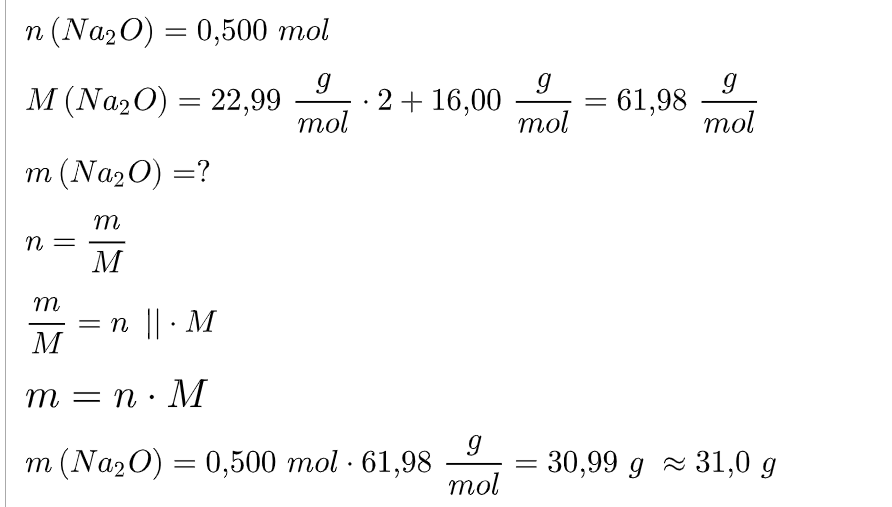 n (Na₂O) = 0,500 mol
M (Na₂O) = 22,99 g/mol · 2 + 16,00 g/mol = 61,98 g/mol
m (Na₂O) =?
n = m/M
m/M = n || · M
m = n · M
m (Na₂O) = 0,500 mol · 61,98 g/mol = 30,99 g ≈ 31,0 g